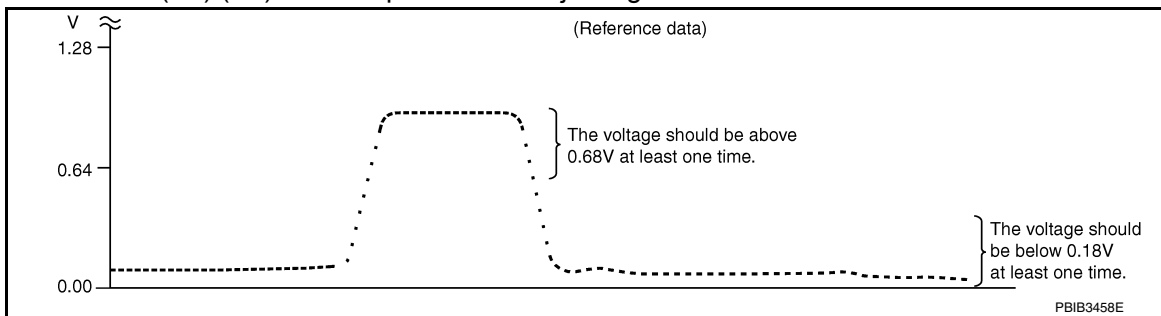 V
(Reference data)
1.28
The voltage should be above
0.68V at least one time.
0.64
The voltage should
be below 0.18V
at least one time.
0.00
PBIB3458E